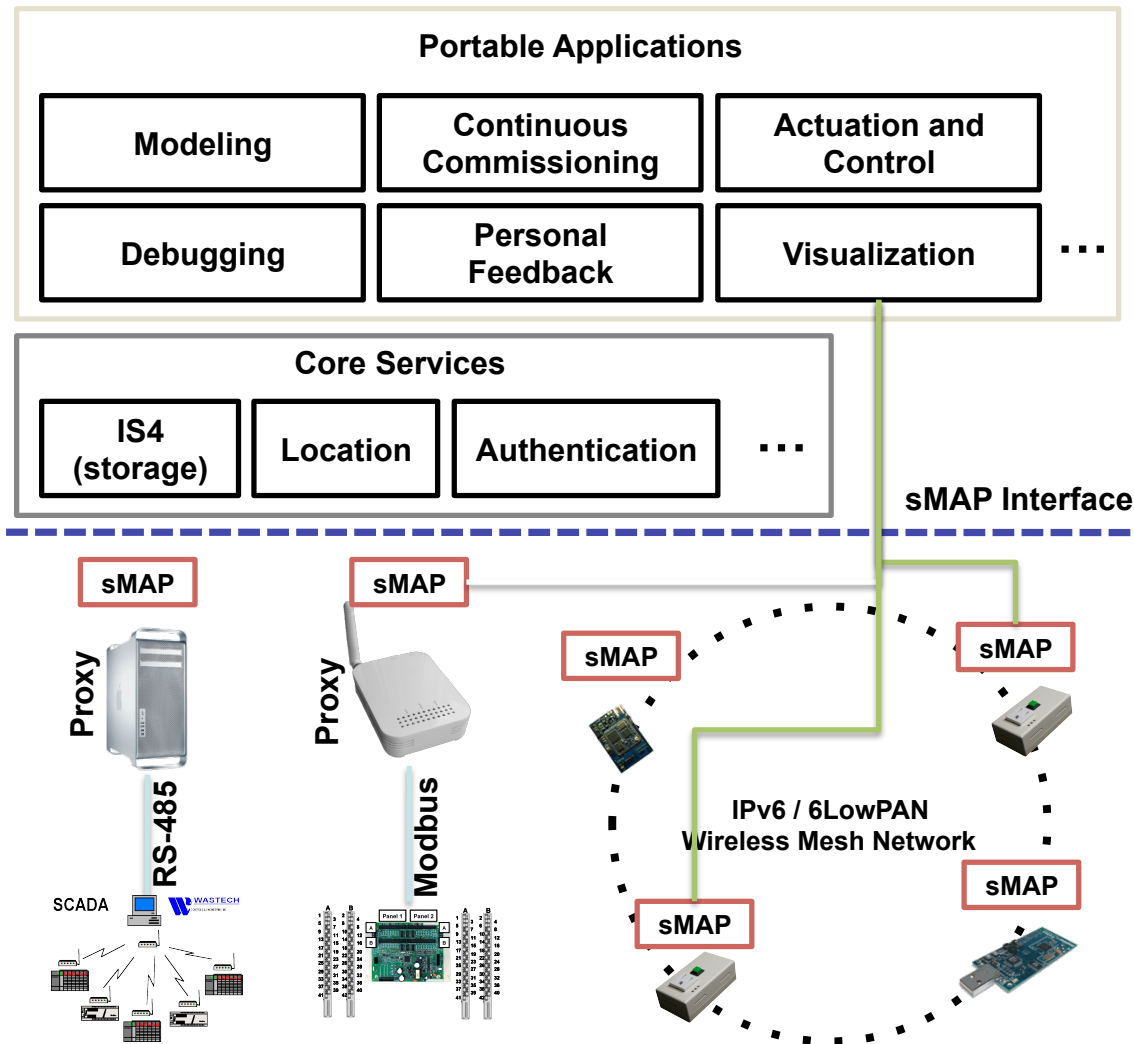 Portable Applications
Modeling
Continuous
Commissioning
Actuation and
Control
Debugging
Personal
Feedback
Visualization
...
Core Services
IS4
(storage)
Location
Authentication
...
sMAP Interface
sMAP
sMAP
sMAP
sMAP
Proxy
Proxy
RS-485
Modbus
IPv6 / 6LowPAN
Wireless Mesh Network
sMAP
sMAP
SCADA
WASTECH
A
B
Panel 1
Panel 2
A
B
A
B
A
B